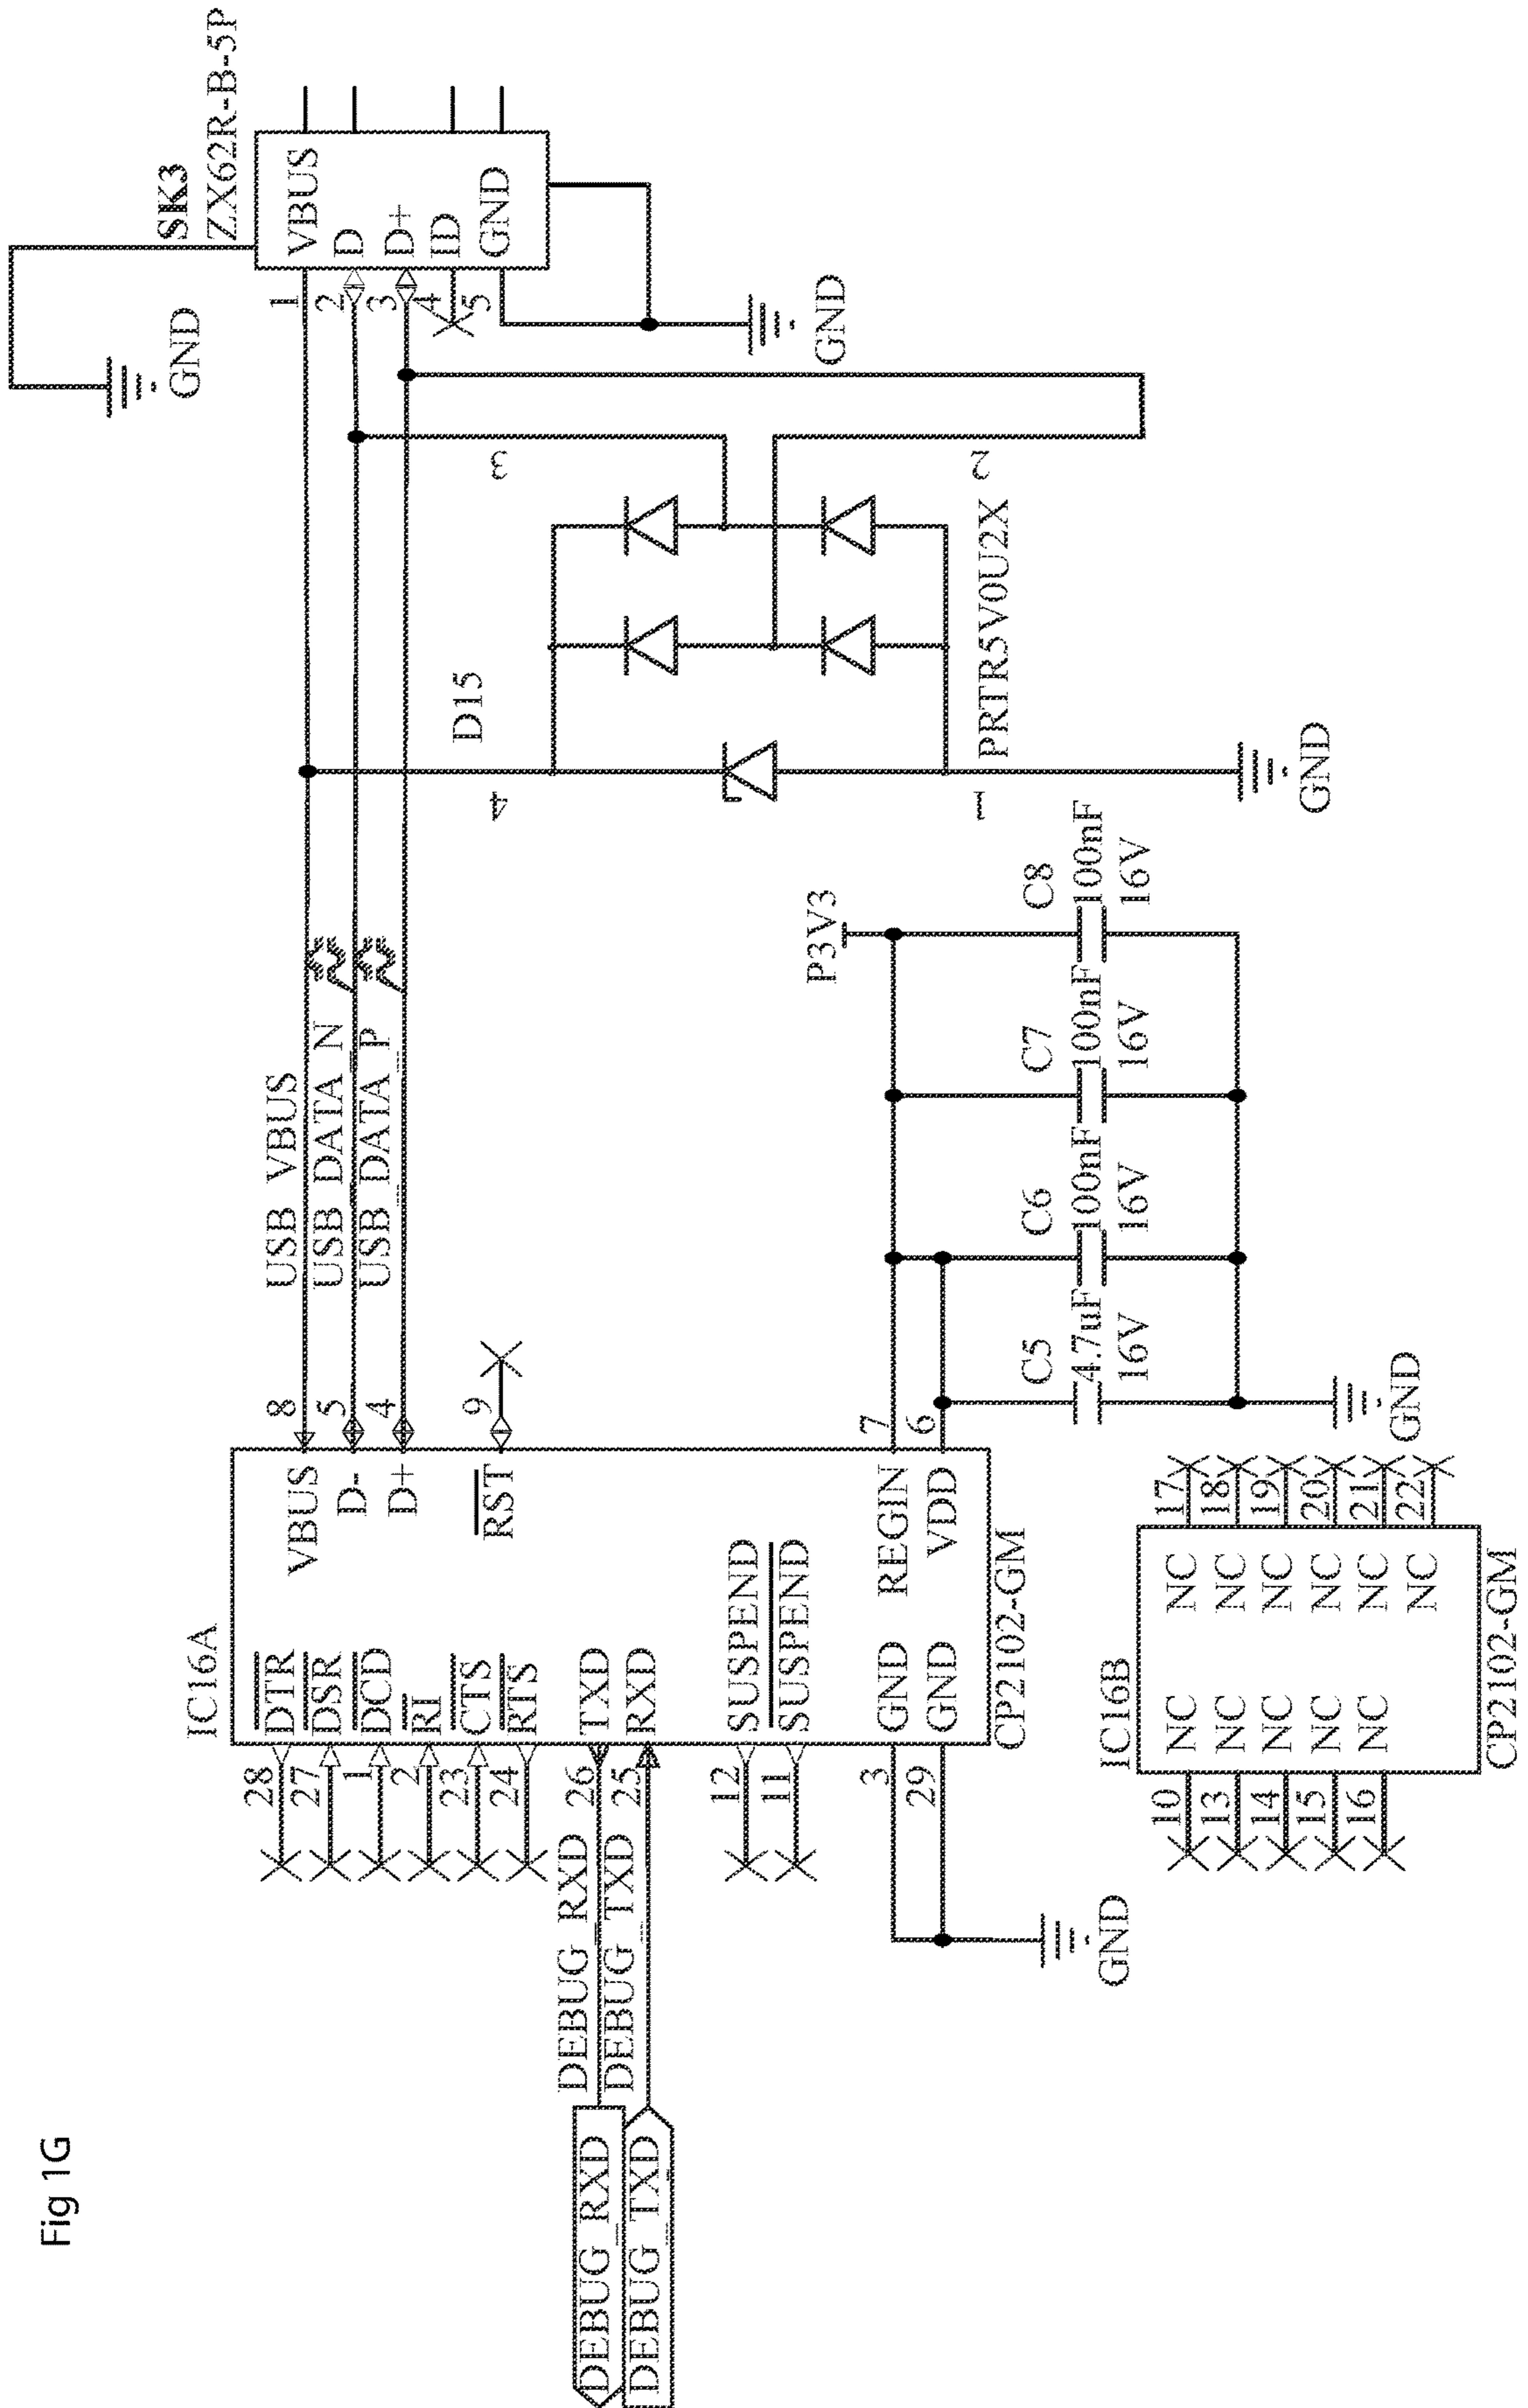 Fig 1G
SK3
ZX62R-B-5P
GND
1
2
3
4
5
VBUS
D
D+
ID
GND
GND
USB_VBUS
USB_DATA_N
USB_DATA_P
D15
3
2
4
1
PRTR5V0U2X
GND
IC16A
28
27
1
2
23
24
26
25
12
11
3
29
DTR
DSR
DCD
RI
CTS
RTS
TXD
RXD
SUSPEND
SUSPEND
GND
GND
VBUS
D-
D+
RST
REGIN
VDD
8
5
4
9
7
6
CP2102-GM
DEBUG_RXD
DEBUG_TXD
DEBUG_RXD
DEBUG_TXD
GND
P3V3
C5
4.7uF
16V
C6
100nF
16V
C7
100nF
16V
C8
100nF
16V
GND
IC16B
10
13
14
15
16
NC
NC
NC
NC
NC
NC
NC
NC
NC
NC
NC
17
18
19
20
21
22
CP2102-GM